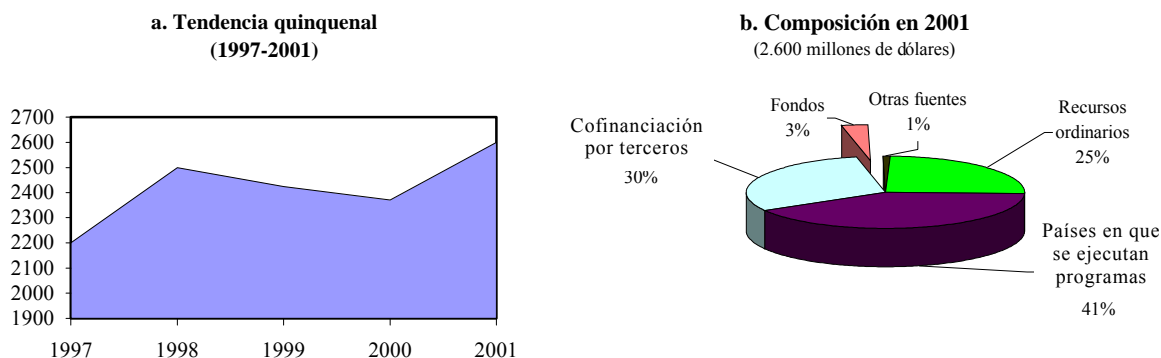 a. Tendencia quinquenal
(1997-2001)
2700
2600
2500
2400
2300
2200
2100
2000
1900
1997 1998 1999 2000 2001
b. Composición en 2001
(2.600 millones de dólares)
Cofinanciación
por terceros
30%
Fondos
3%
Otras fuentes
1%
Recursos
ordinarios
25%
Países en que
se ejecutan
programas
41%